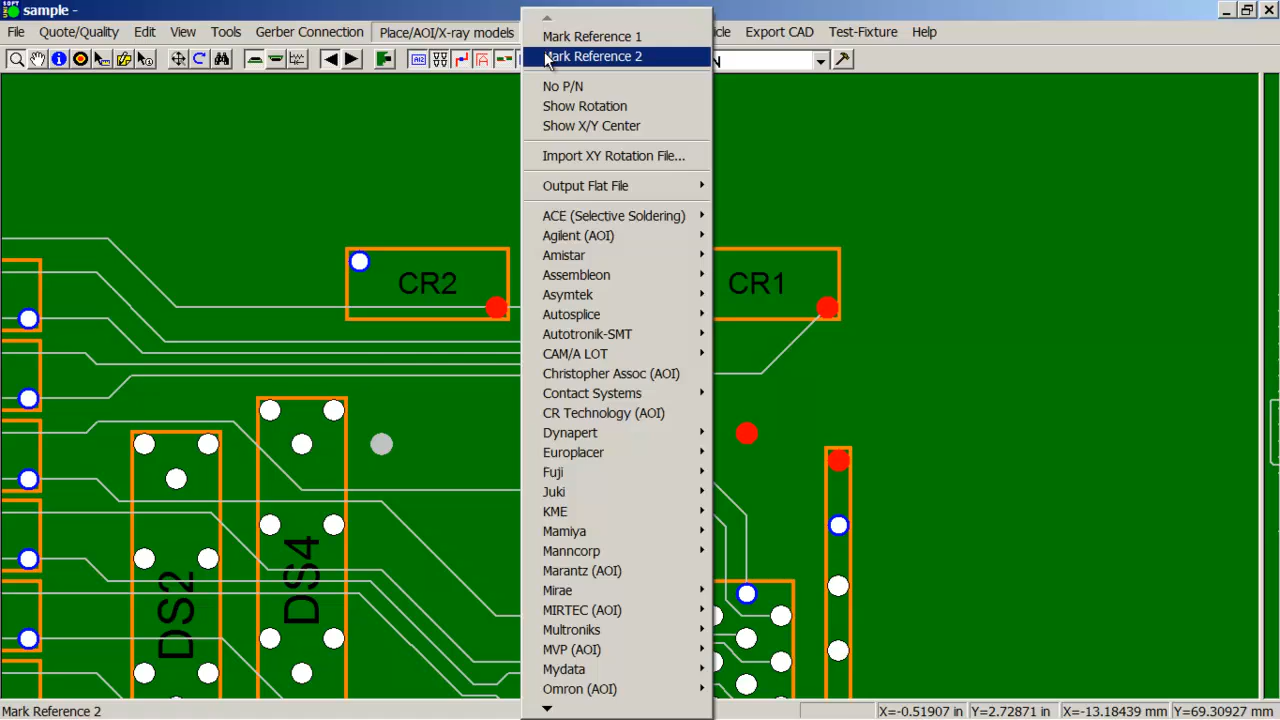 SOFT
sample -
File Quote/Quality Edit View Tools Gerber Connection Place/AOI/X-ray models Export CAD Test-Fixture Help
Mark Reference 1
Mark Reference 2
No P/N
Show Rotation
Show X/Y Center
Import XY Rotation File...
Output Flat File
ACE (Selective Soldering)
Agilent (AOI)
Amistar
Assembleon
Asymtek
Autosplice
Autotronik-SMT
CAM/A LOT
Christopher Assoc (AOI)
Contact Systems
CR Technology (AOI)
Dynapert
Europlacer
Fuji
Juki
KME
Mamiya
Manncorp
Marantz (AOI)
Mirae
MIRTEC (AOI)
Multroniks
MVP (AOI)
Mydata
Omron (AOI)
CR2
CR1
DS4
DS2
Mark Reference 2 X=-0.51907 in Y=2.72871 in X=-13.18439 mm Y=69.30927 mm